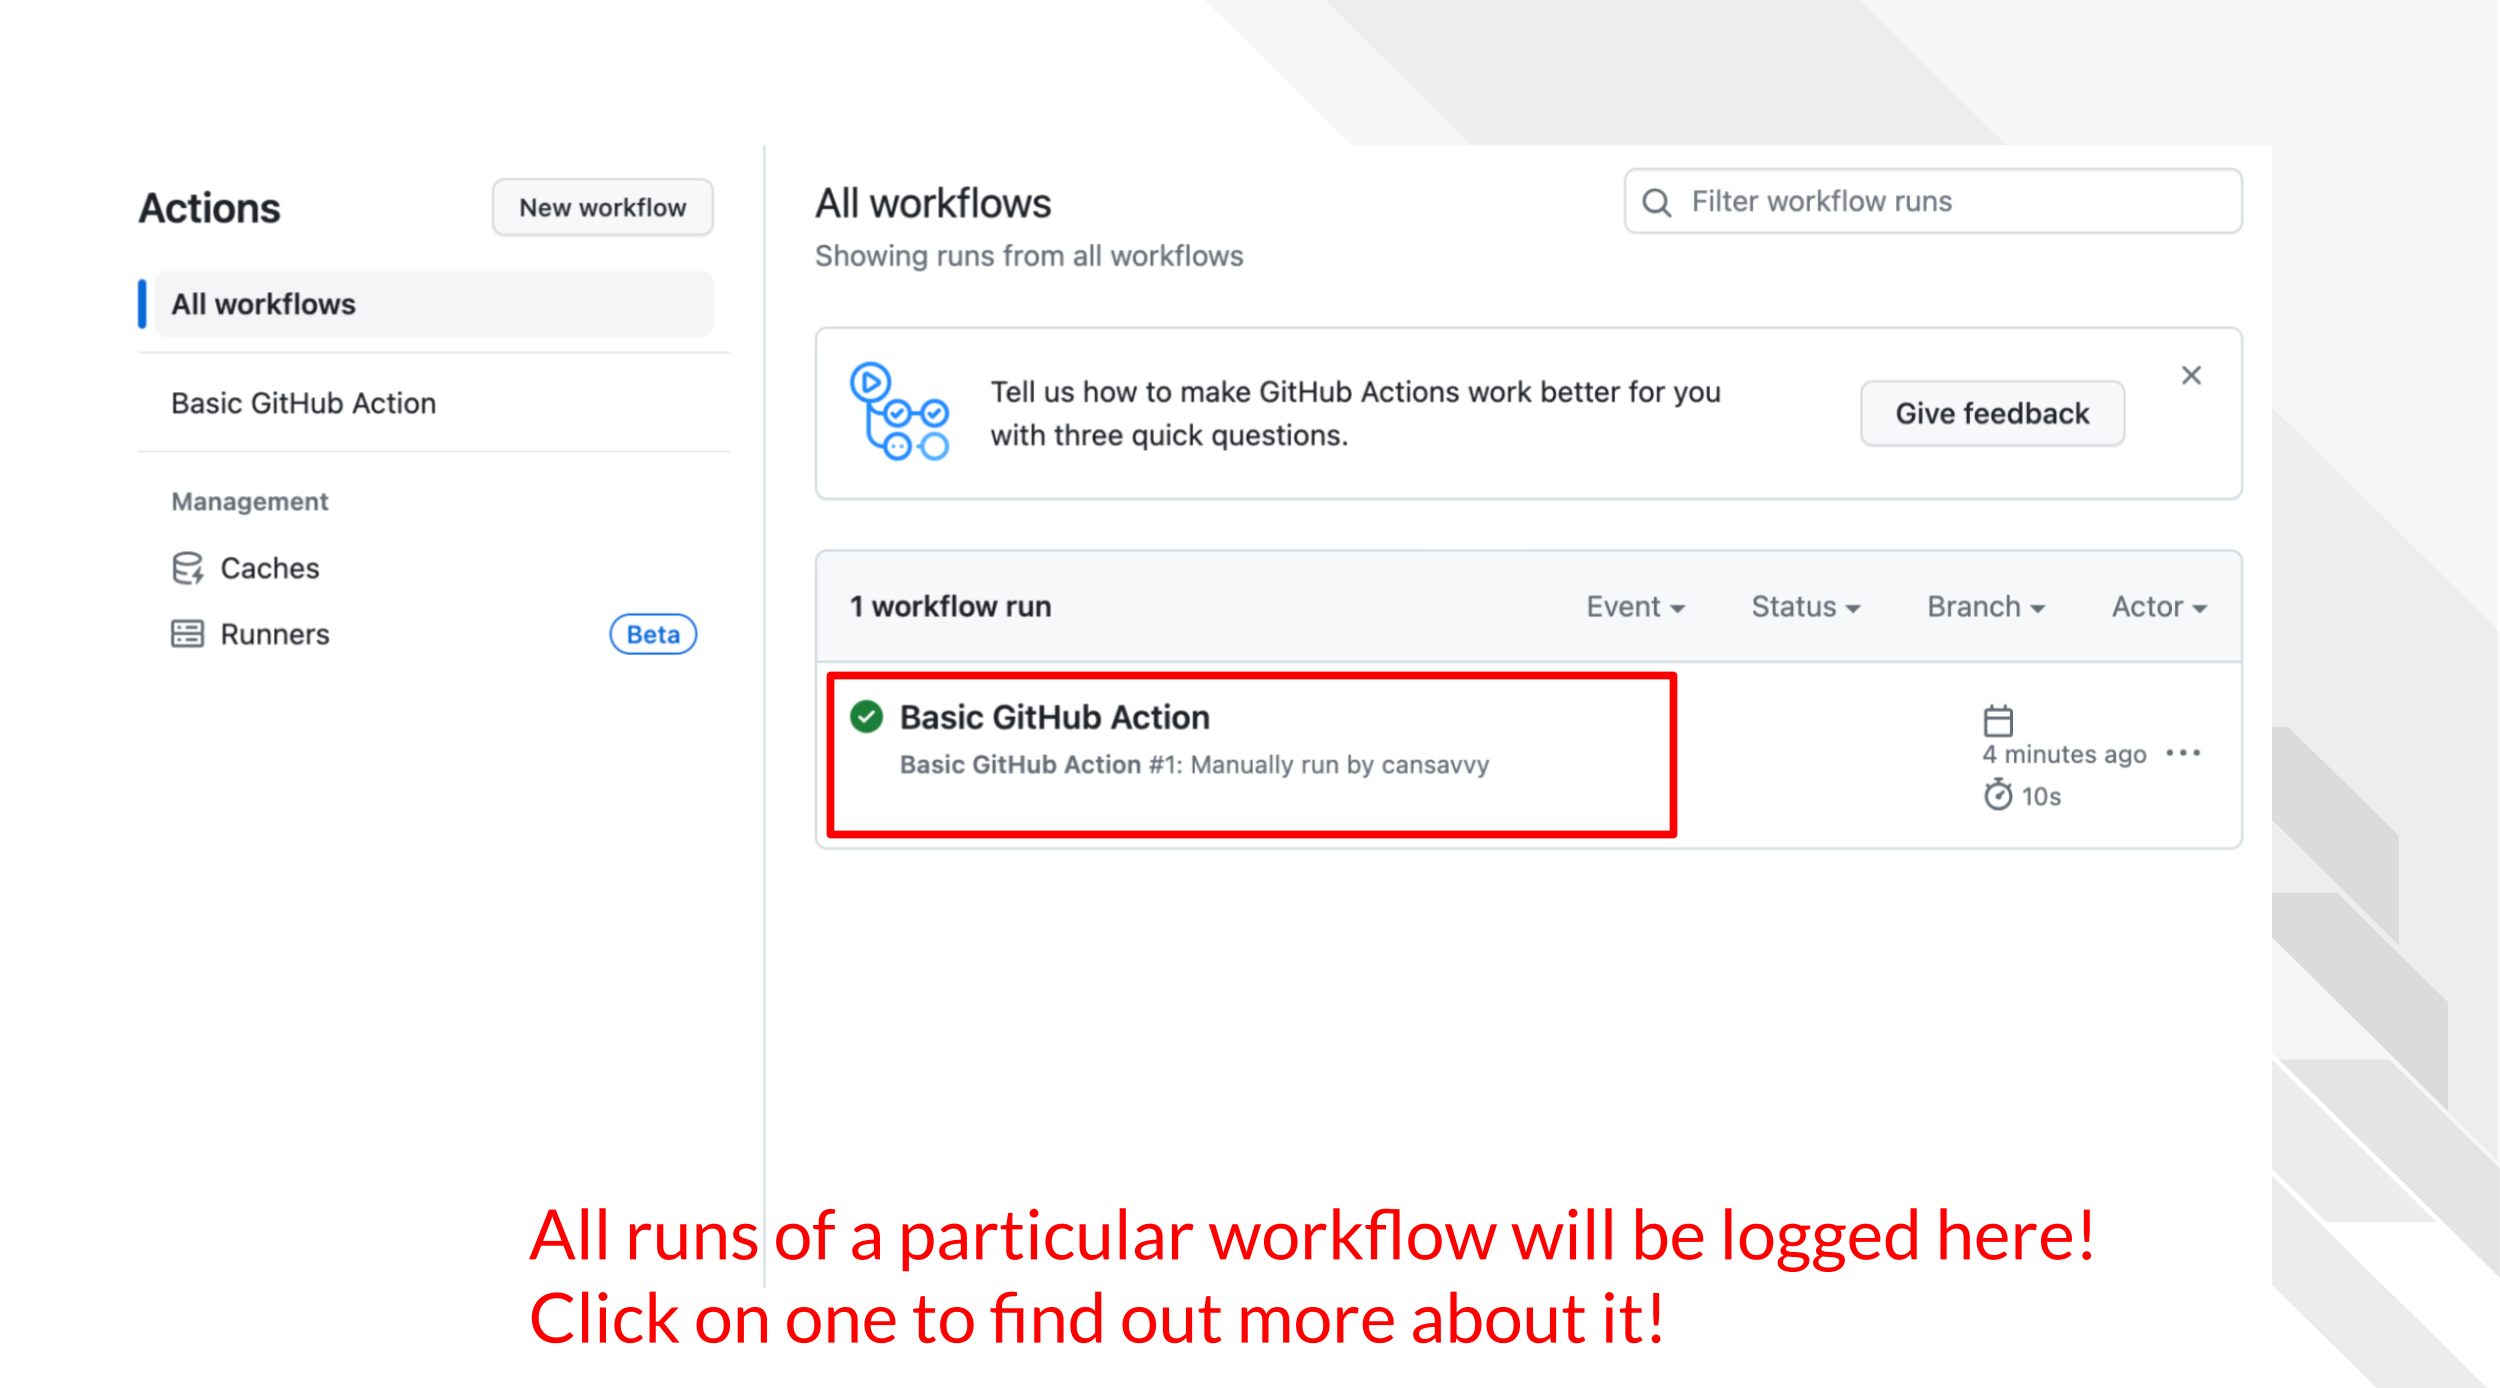 Actions
New workflow
All workflows
Basic GitHub Action
Management
Caches
Runners
Beta
All workflows
Filter workflow runs
Showing runs from all workflows
Tell us how to make GitHub Actions work better for you
with three quick questions.
Give feedback
1 workflow run
Event
Status
Branch
Actor
Basic GitHub Action
Basic GitHub Action #1: Manually run by cansavvy
4 minutes ago
10s
All runs of a particular workflow will be logged here!
Click on one to find out more about it!